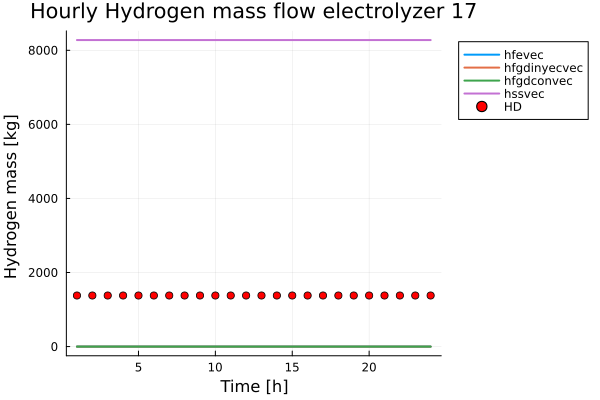 Hourly Hydrogen mass flow electrolyzer 17
Hydrogen mass [kg]
8000
6000
4000
2000
0
5
10
15
20
Time [h]
hfevec
hfgdinyecvec
hfgdconvec
hssvec
HD